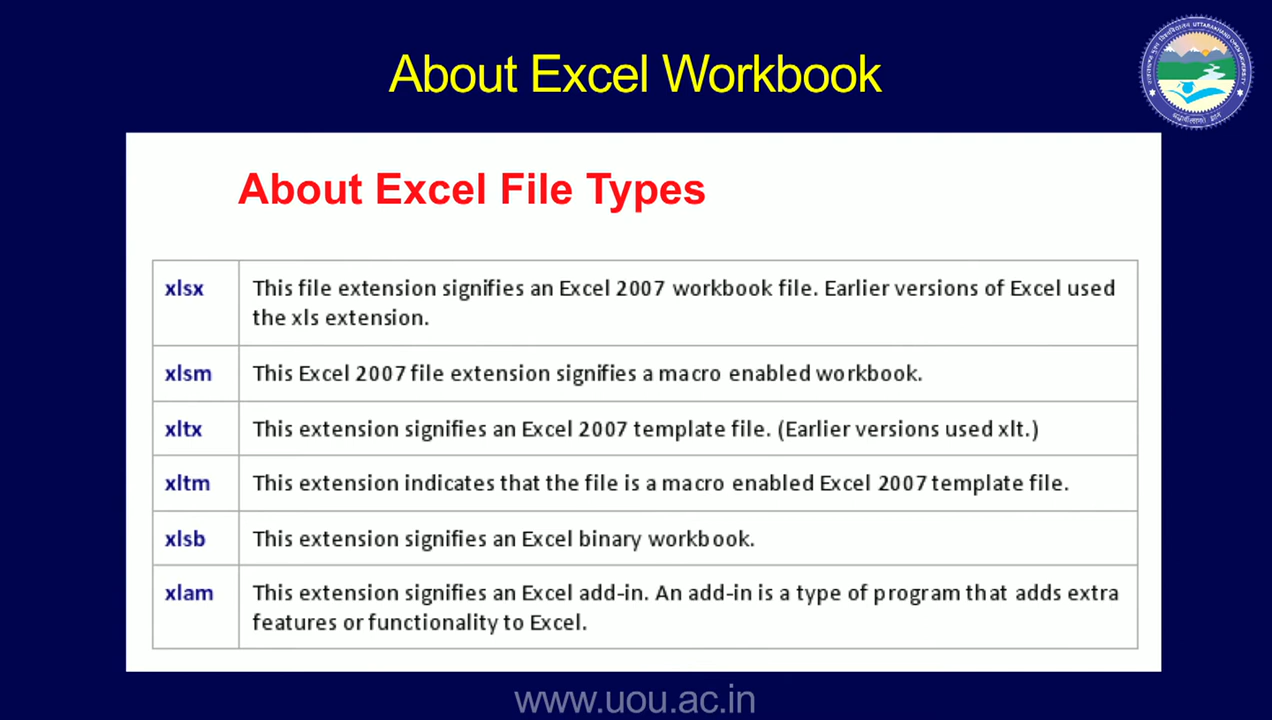 About Excel Workbook
UTTARAKHAND OPEN UNIVERSITY
About Excel File Types
xlsx
This file extension signifies an Excel 2007 workbook file. Earlier versions of Excel used
the xls extension.
xlsm
This Excel 2007 file extension signifies a macro enabled workbook.
xltx
This extension signifies an Excel 2007 template file. (Earlier versions used xlt.)
xltm
This extension indicates that the file is a macro enabled Excel 2007 template file.
xlsb
This extension signifies an Excel binary workbook.
xlam
This extension signifies an Excel add-in. An add-in is a type of program that adds extra
features or functionality to Excel.
www.uou.ac.in